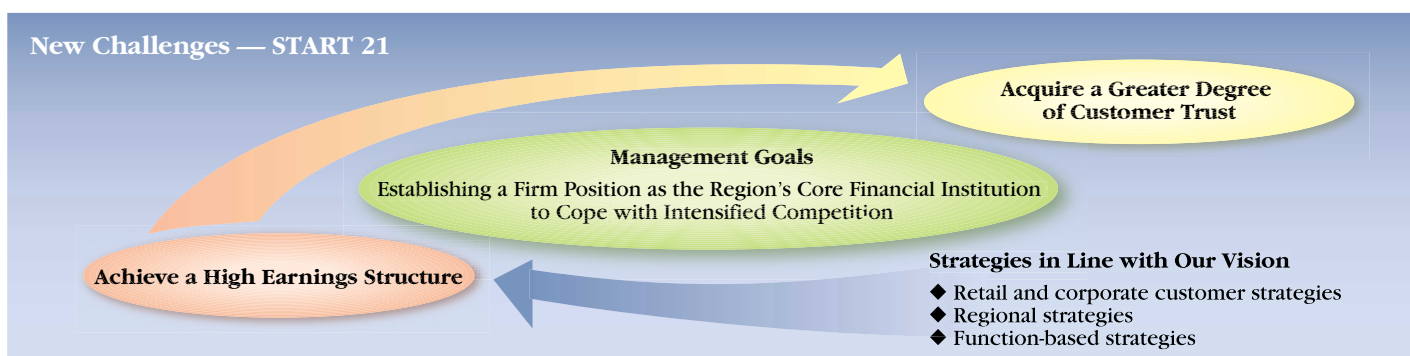 New Challenges — START 21
Acquire a Greater Degree
of Customer Trust
Management Goals
Establishing a Firm Position as the Region's Core Financial Institution
to Cope with Intensified Competition
Achieve a High Earnings Structure
Strategies in Line with Our Vision
◆ Retail and corporate customer strategies
◆ Regional strategies
◆ Function-based strategies